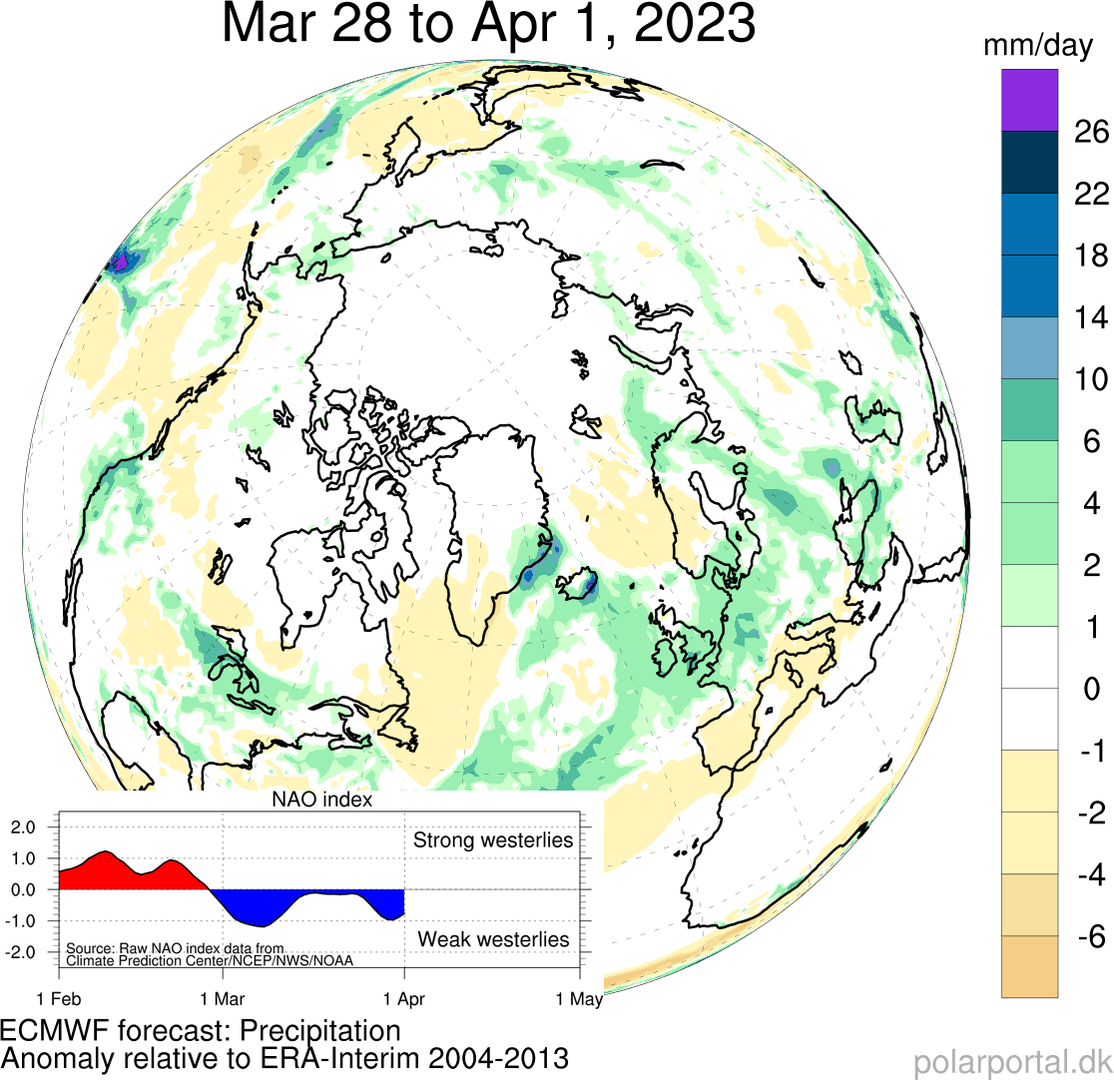 Mar 28 to Apr 1, 2023
mm/day
26
22
18
14
10
6
4
2
1
0
-1
-2
-4
-6
NAO index
2.0
1.0
0.0
-1.0
-2.0
Strong westerlies
Weak westerlies
Source: Raw NAO index data from
Climate Prediction Center/NCEP/NWS/NOAA
1 Feb 1 Mar 1 Apr 1 May
ECMWF forecast: Precipitation
Anomaly relative to ERA-Interim 2004-2013
polarportal.dk